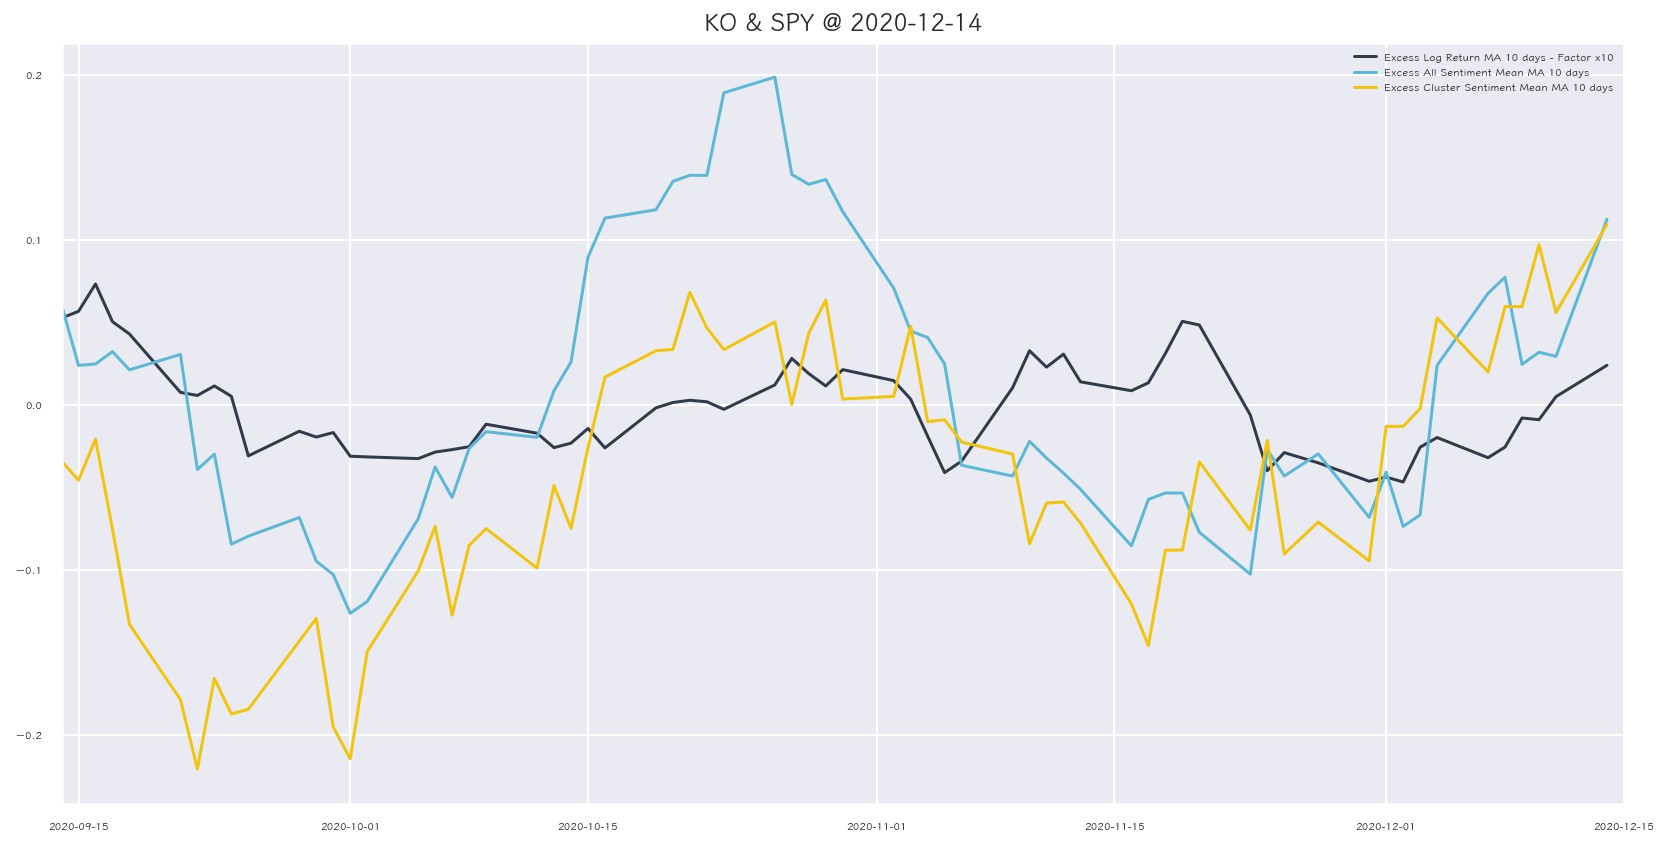 KO & SPY @ 2020-12-14
Excess Log Return MA 10 days - Factor x10
Excess All Sentiment Mean MA 10 days
Excess Cluster Sentiment Mean MA 10 days
0.2
0.1
0.0
−0.1
−0.2
2020-09-15 2020-10-01 2020-10-15 2020-11-01 2020-11-15 2020-12-01 2020-12-15